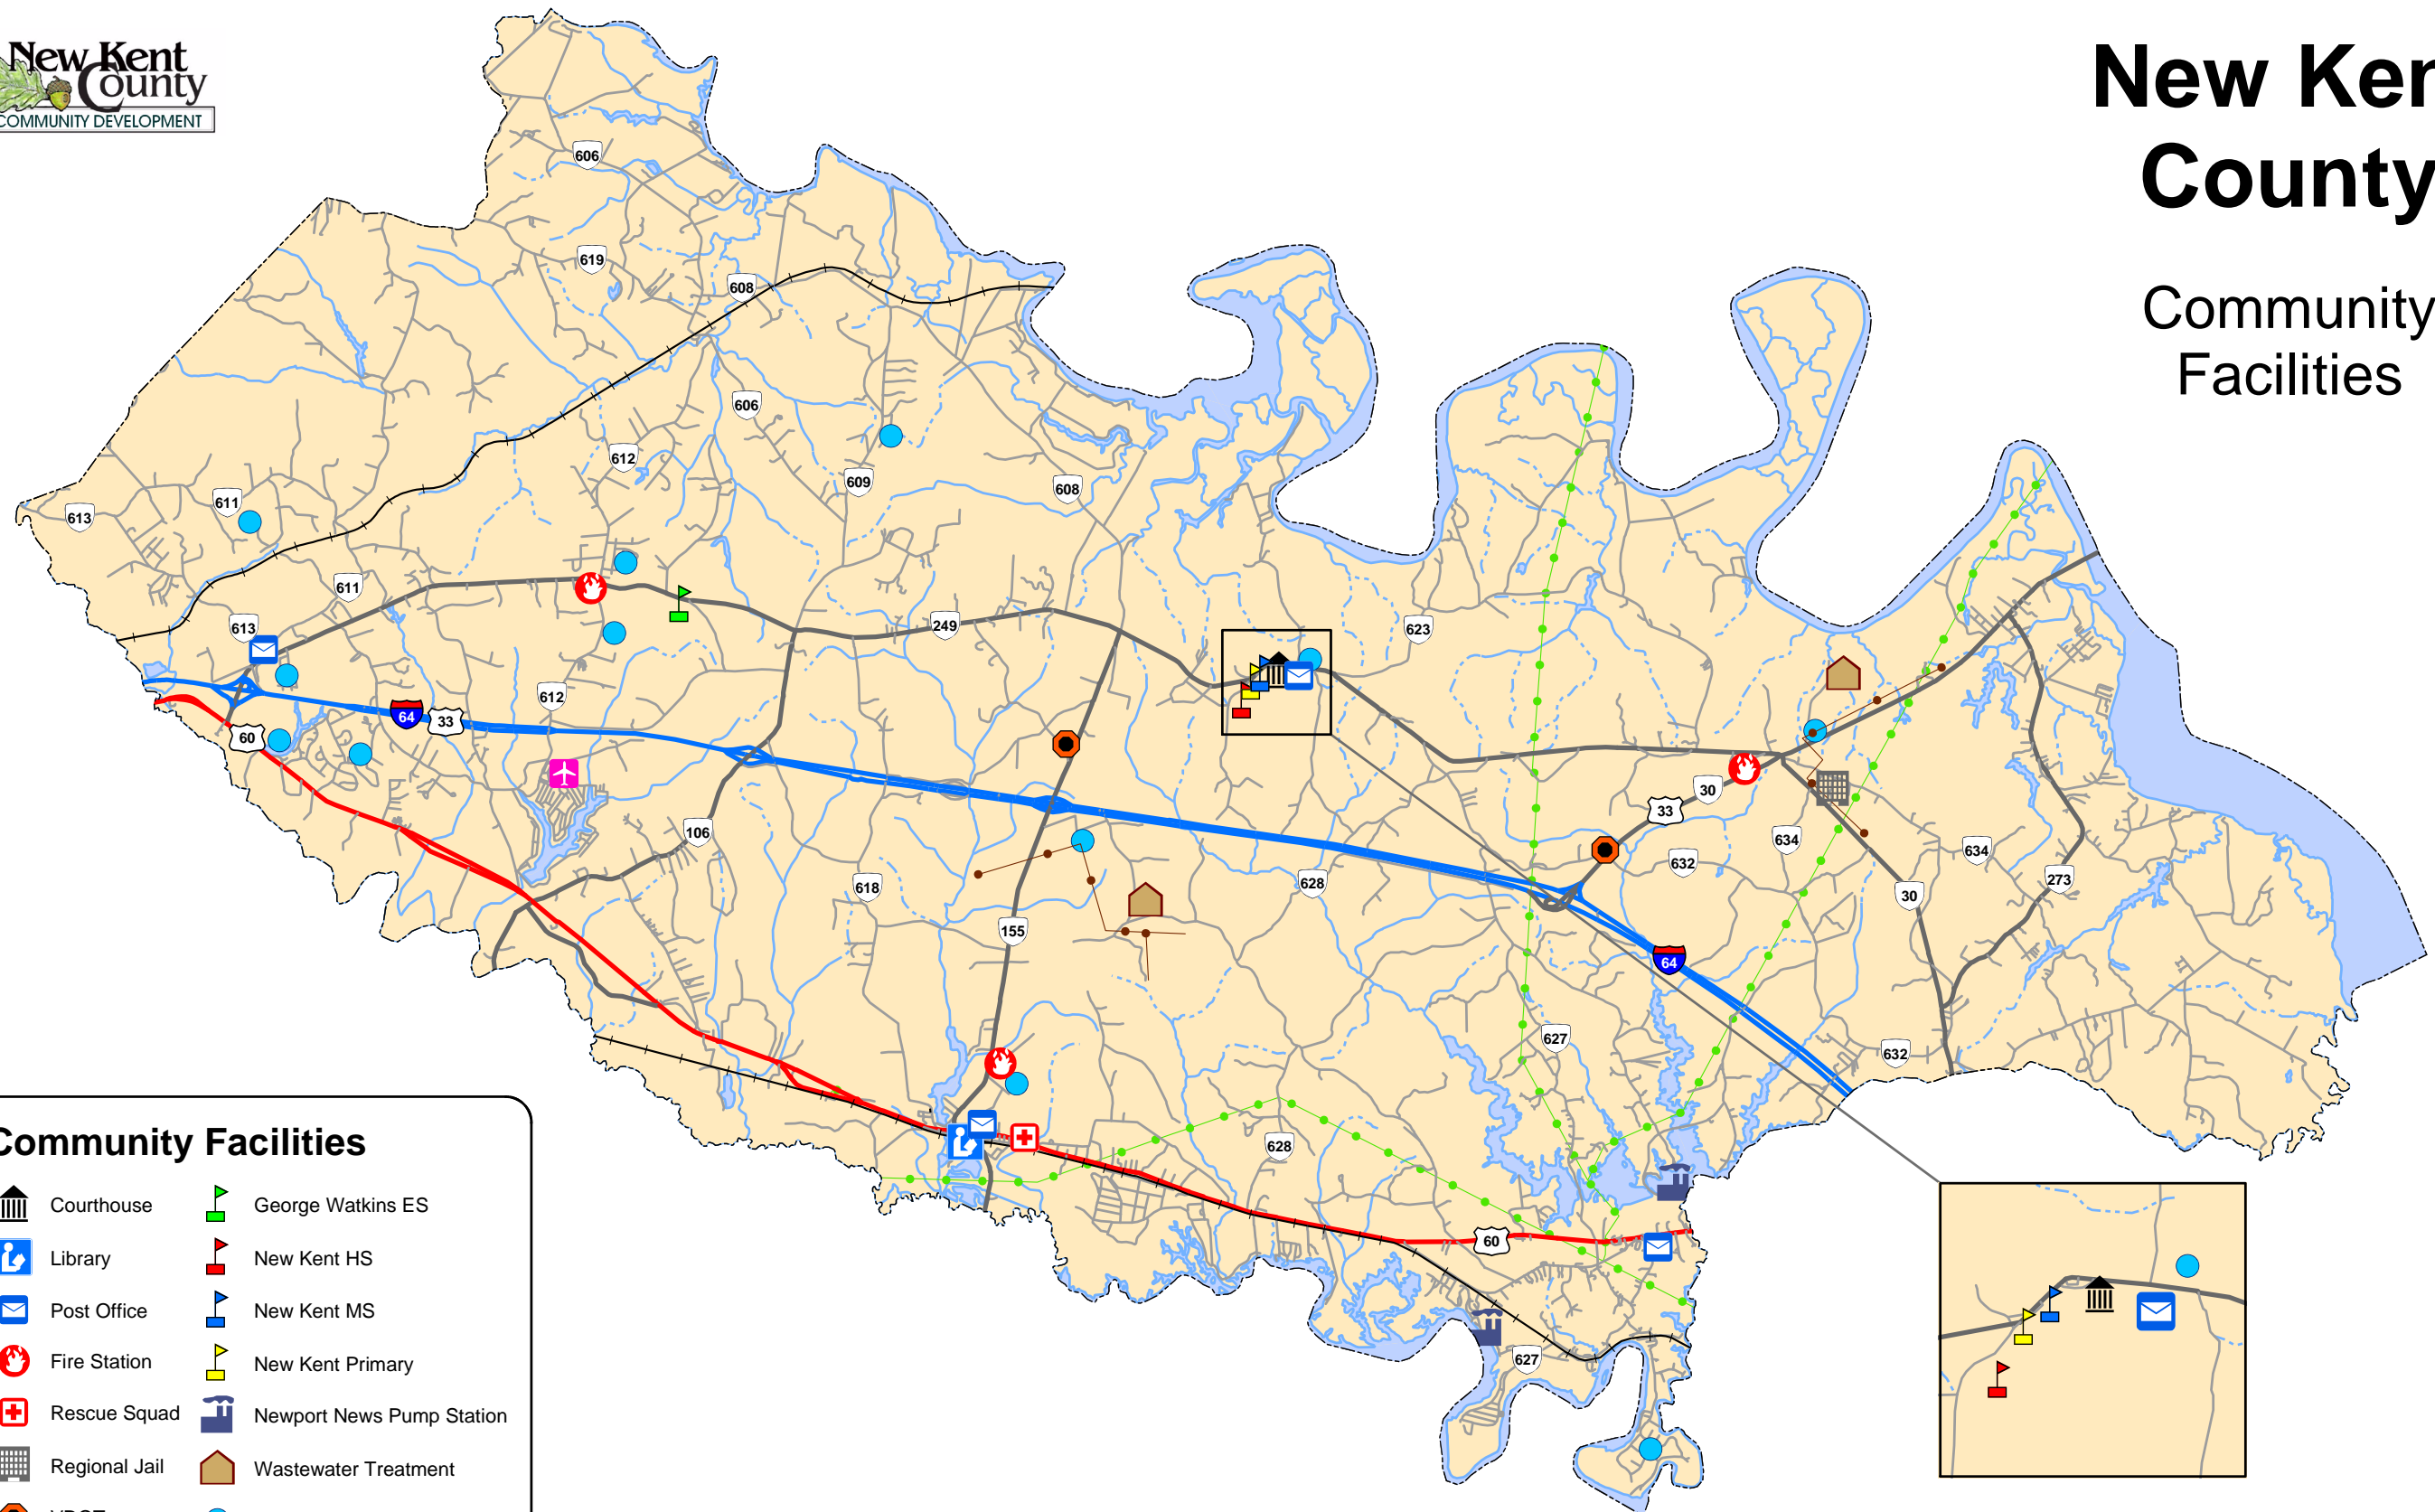 New Kent
County
COMMUNITY DEVELOPMENT
New Ken
County
Community
Facilities
606
619
608
606
612
609
608
613
611
611
613
249
623
612
64
33
60
106
618
155
628
33
30
632
634
634
30
273
64
627
632
628
60
627
Community Facilities
Courthouse
George Watkins ES
Library
New Kent HS
Post Office
New Kent MS
Fire Station
New Kent Primary
Rescue Squad
Newport News Pump Station
Regional Jail
Wastewater Treatment